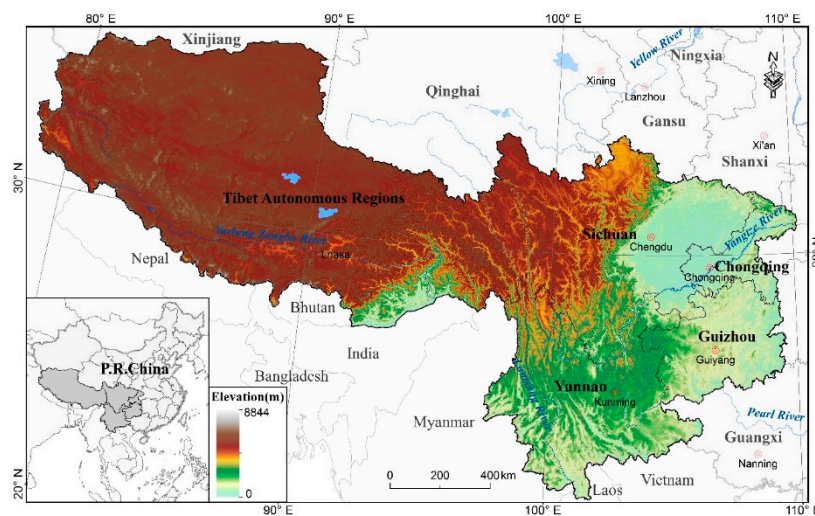 80°E
90°E
100°E
110°E
Xinjiang
Yellow River
Ningxia
N
Xining
Lanzhou
Qinghai
Gansu
Xi'an
Shanxi
30°N
Tibet Autonomous Regions
Sichuan
Chengdu
Yangtze River
Yarlung Zangbo River
Lhasa
Chongqing
Chongqing
Nepal
Bhutan
India
Guizhou
Guiyang
P.R.China
Bangladesh
Elevation(m)
8844
0
Yunnan
Kunming
Myanmar
Pearl River
Guangxi
Nanning
0
200
400km
Vietnam
Laos
20°N
20°N
90°E
100°E
110°E